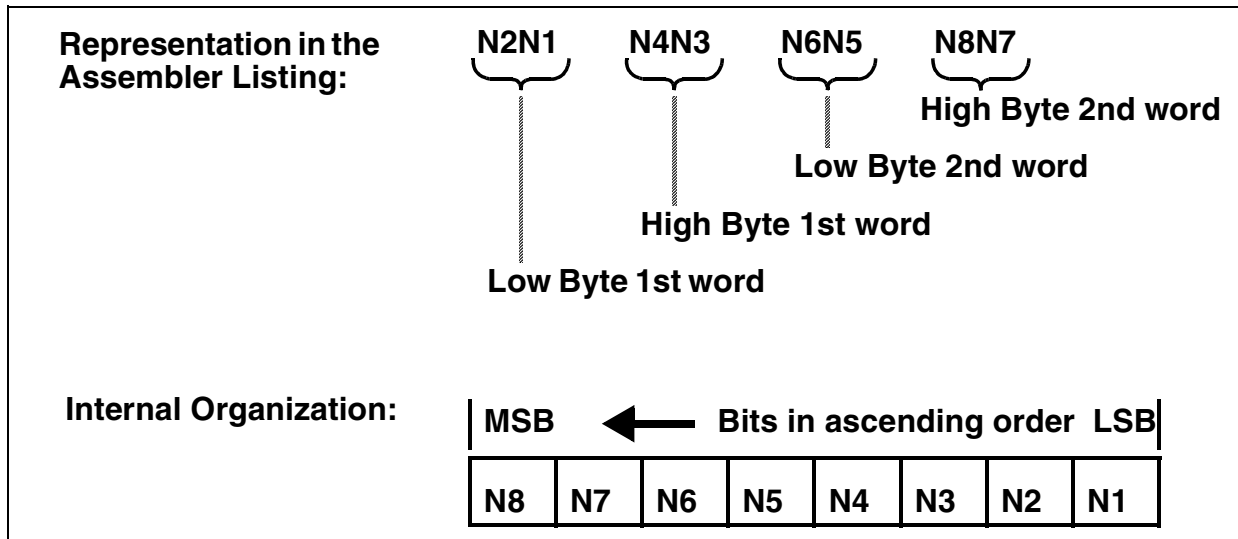 Representation in the N2N1 N4N3 N6N5 N8N7
Assembler Listing:
High Byte 2nd word
Low Byte 2nd word
High Byte 1st word
Low Byte 1st word
Internal Organization:
MSB Bits in ascending order LSB
N8 N7 N6 N5 N4 N3 N2 N1